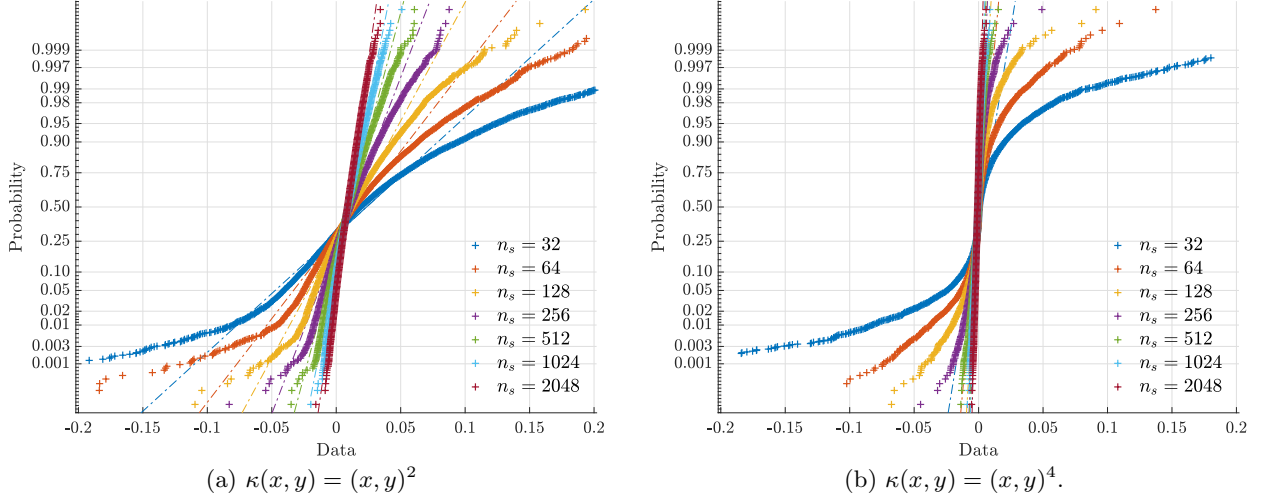 0.999
0.997
0.99
0.98
0.95
0.90
0.75
0.50
0.25
0.10
0.05
0.02
0.01
0.003
0.001
Probability
n_s = 32
n_s = 64
n_s = 128
n_s = 256
n_s = 512
n_s = 1024
n_s = 2048
-0.2 -0.15 -0.1 -0.05 0 0.05 0.1 0.15 0.2
Data
(a) κ(x, y) = (x, y)²
0.999
0.997
0.99
0.98
0.95
0.90
0.75
0.50
0.25
0.10
0.05
0.02
0.01
0.003
0.001
Probability
n_s = 32
n_s = 64
n_s = 128
n_s = 256
n_s = 512
n_s = 1024
n_s = 2048
-0.2 -0.15 -0.1 -0.05 0 0.05 0.1 0.15 0.2
Data
(b) κ(x, y) = (x, y)⁴.